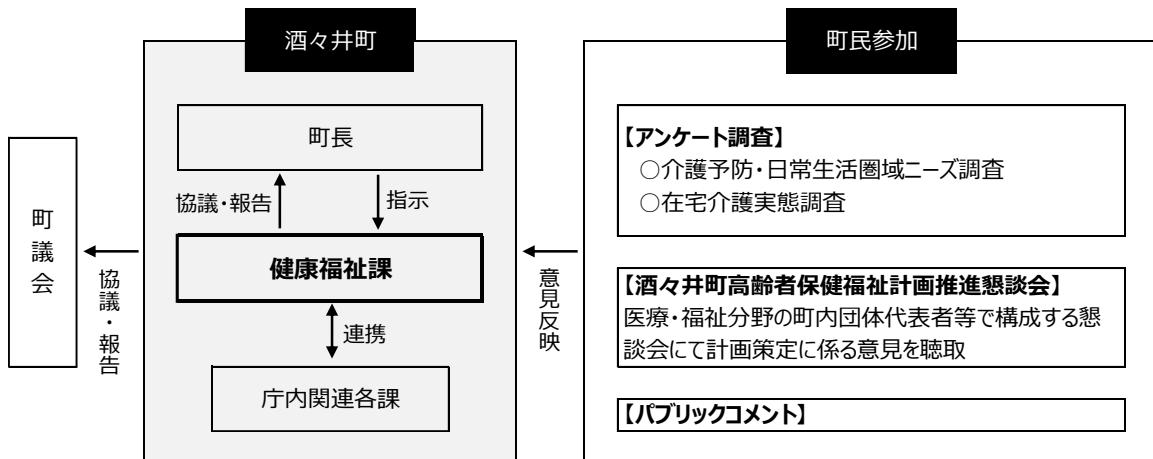 酒々井町
町長
協議・報告
指示
健康福祉課
連携
庁内関連各課
町議会
協議・報告
意見反映
町民参加
【アンケート調査】
○介護予防・日常生活圏域ニーズ調査
○在宅介護実態調査
【酒々井町高齢者保健福祉計画推進懇談会】
医療・福祉分野の町内団体代表者等で構成する懇
談会にて計画策定に係る意見を聴取
【パブリックコメント】